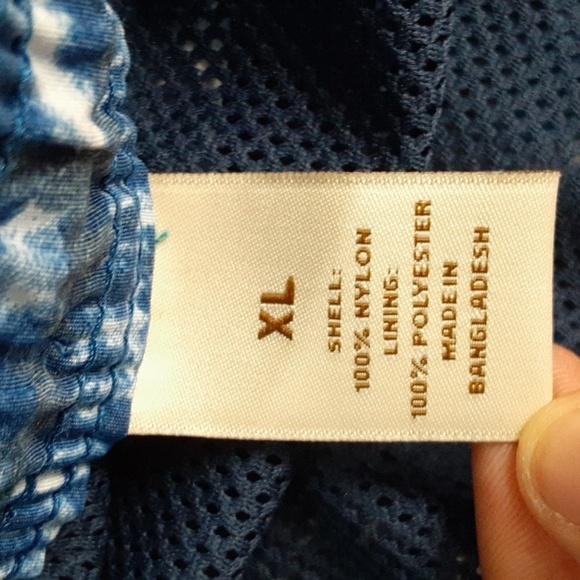 XL
SHELL:
100% NYLON
LINING:
100% POLYESTER
MADE IN
BANGLADESH